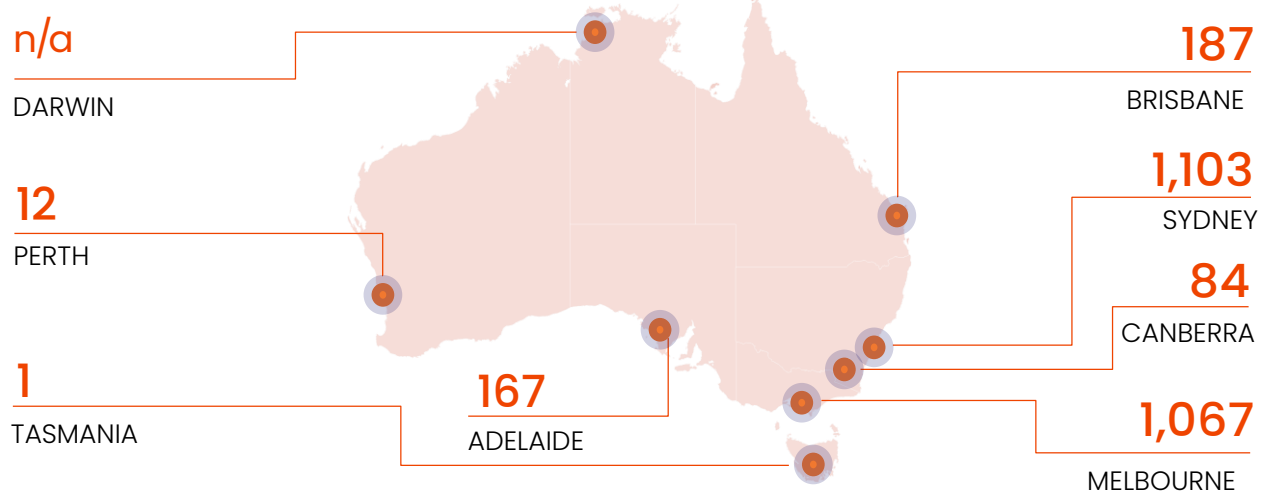 n/a
DARWIN
187
BRISBANE
12
PERTH
1,103
SYDNEY
84
CANBERRA
1
TASMANIA
167
ADELAIDE
1,067
MELBOURNE